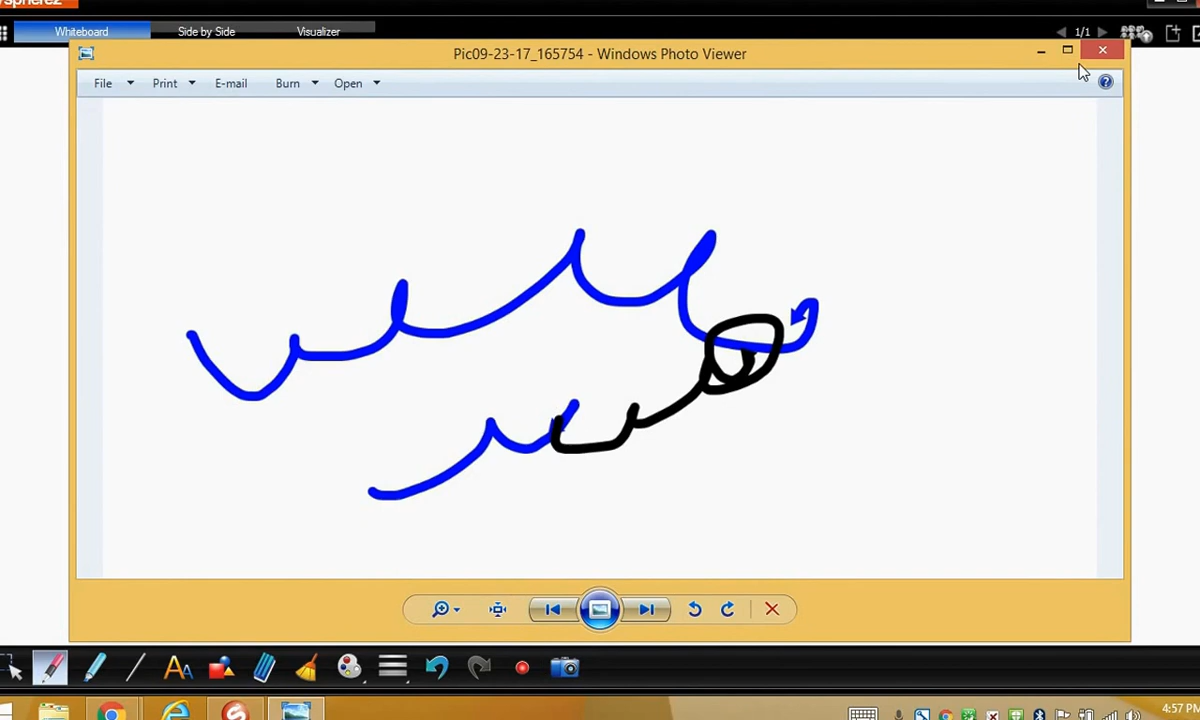 Whiteboard Side by Side Visualizer 1/1
Pic09-23-17_165754 - Windows Photo Viewer
File Print E-mail Burn Open
4:57 PM